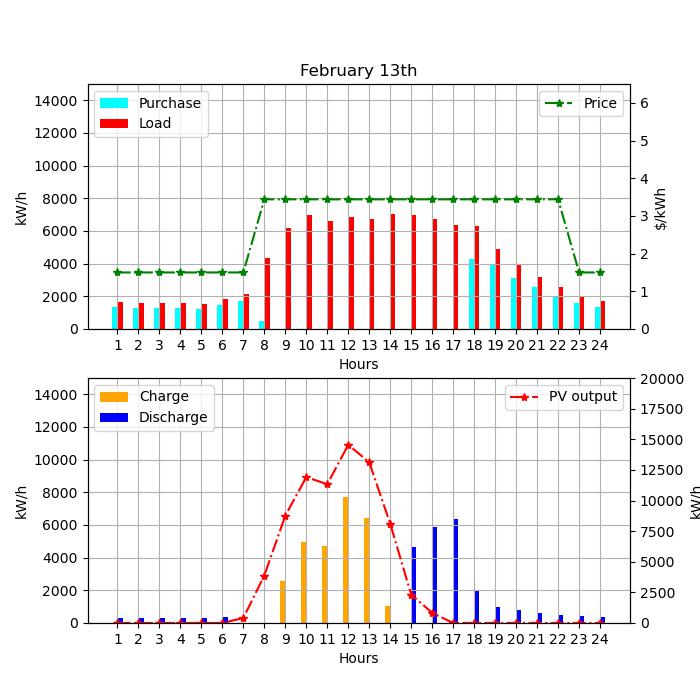 February 13th
14000
12000
10000
8000
6000
4000
2000
0
kW/h
Purchase
Load
Price
6
5
4
3
2
1
0
$/kWh
1 2 3 4 5 6 7 8 9 10 11 12 13 14 15 16 17 18 19 20 21 22 23 24
Hours
14000
12000
10000
8000
6000
4000
2000
0
kW/h
Charge
Discharge
PV output
20000
17500
15000
12500
10000
7500
5000
2500
0
kW/h
1 2 3 4 5 6 7 8 9 10 11 12 13 14 15 16 17 18 19 20 21 22 23 24
Hours